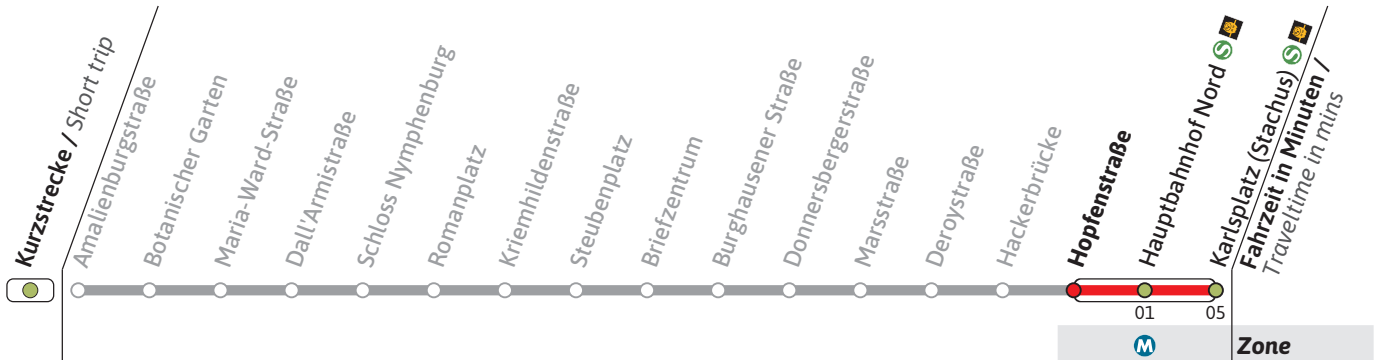 Kurzstrecke / Short trip
Amalienburgstraße
Botanischer Garten
Maria-Ward-Straße
Dall'Armistraße
Schloss Nymphenburg
Romanplatz
Kriemhildenstraße
Steubenplatz
Briefzentrum
Burghausener Straße
Donnersbergerstraße
Marsstraße
Deroystraße
Hackerbrücke
Hopfenstraße
Hauptbahnhof Nord S
Karlsplatz (Stachus) S
Fahrzeit in Minuten /
Traveltime in mins
01 05
M Zone